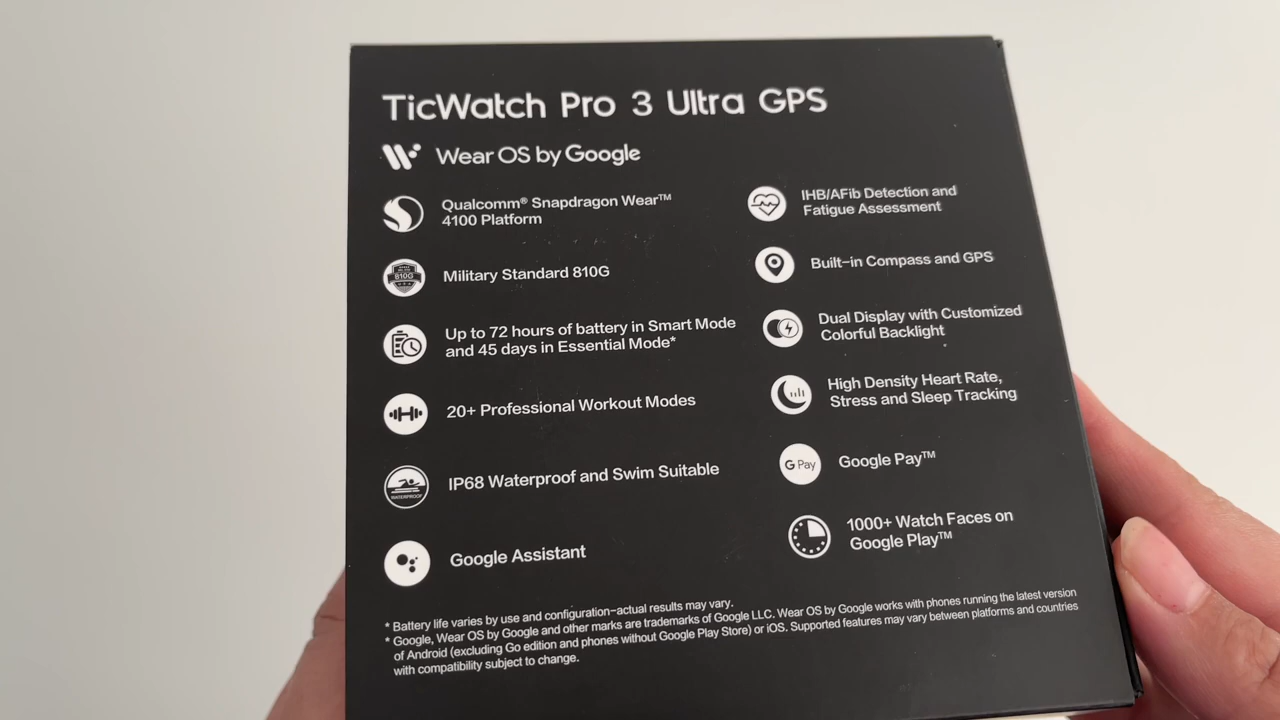 TicWatch Pro 3 Ultra GPS
Wear OS by Google
Qualcomm® Snapdragon Wear™
4100 Platform
810G
Military Standard 810G
Up to 72 hours of battery in Smart Mode
and 45 days in Essential Mode*
20+ Professional Workout Modes
WATERPROOF
IP68 Waterproof and Swim Suitable
Google Assistant
IHB/AFib Detection and
Fatigue Assessment
Built-in Compass and GPS
Dual Display with Customized
Colorful Backlight
High Density Heart Rate,
Stress and Sleep Tracking
G Pay
Google Pay™
1000+ Watch Faces on
Google Play™
* Battery life varies by use and configuration-actual results may vary.
* Google, Wear OS by Google and other marks are trademarks of Google LLC. Wear OS by Google works with phones running the latest version
of Android (excluding Go edition and phones without Google Play Store) or iOS. Supported features may vary between platforms and countries
with compatibility subject to change.